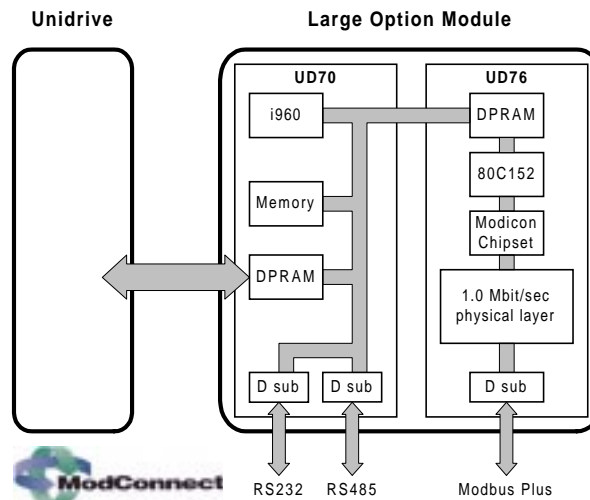 Unidrive
Large Option Module
UD70
UD76
i960
DPRAM
80C152
Memory
Modicon
Chipset
DPRAM
1.0 Mbit/sec
physical layer
D sub
D sub
D sub
ModConnect
RS232
RS485
Modbus Plus